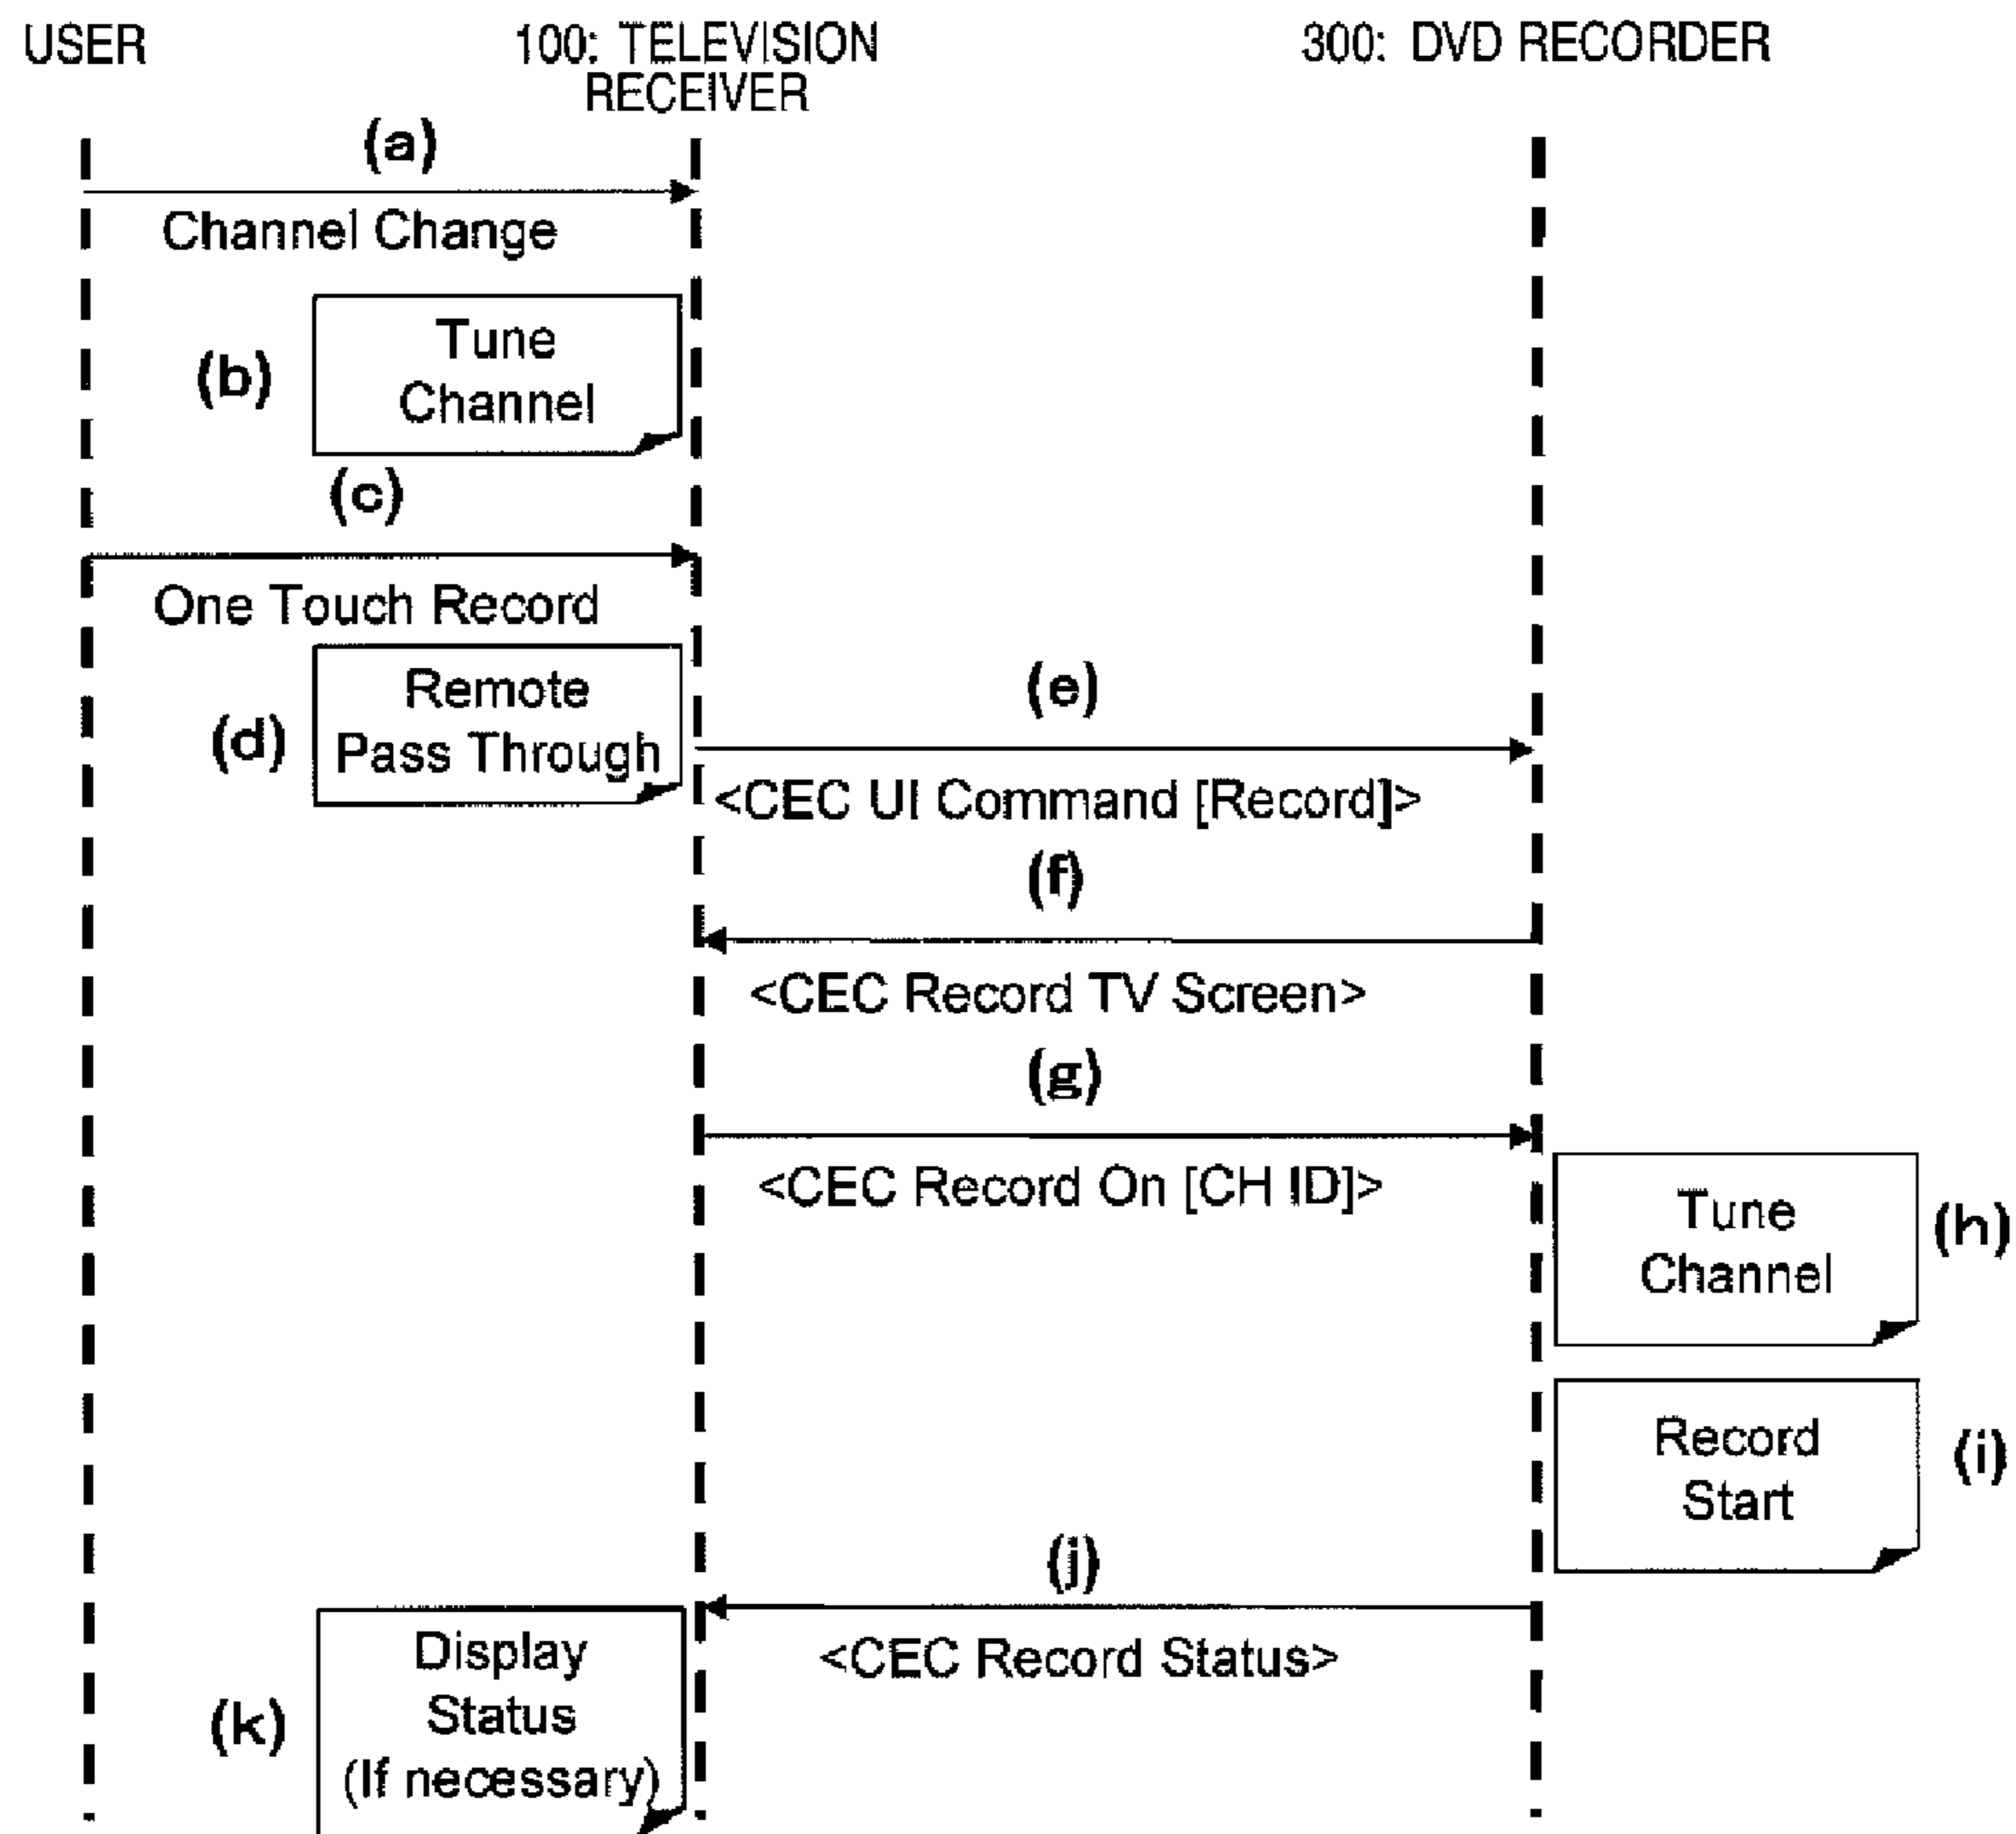 USER
100: TELEVISION
RECEIVER
300: DVD RECORDER
(a)
Channel Change
(b)
Tune
Channel
(c)
One Touch Record
(d)
Remote
Pass Through
(e)
<CEC UI Command [Record]>
(f)
<CEC Record TV Screen>
(g)
<CEC Record On [CH ID]>
Tune
Channel
(h)
Record
Start
(i)
(j)
<CEC Record Status>
(k)
Display
Status
(If necessary)